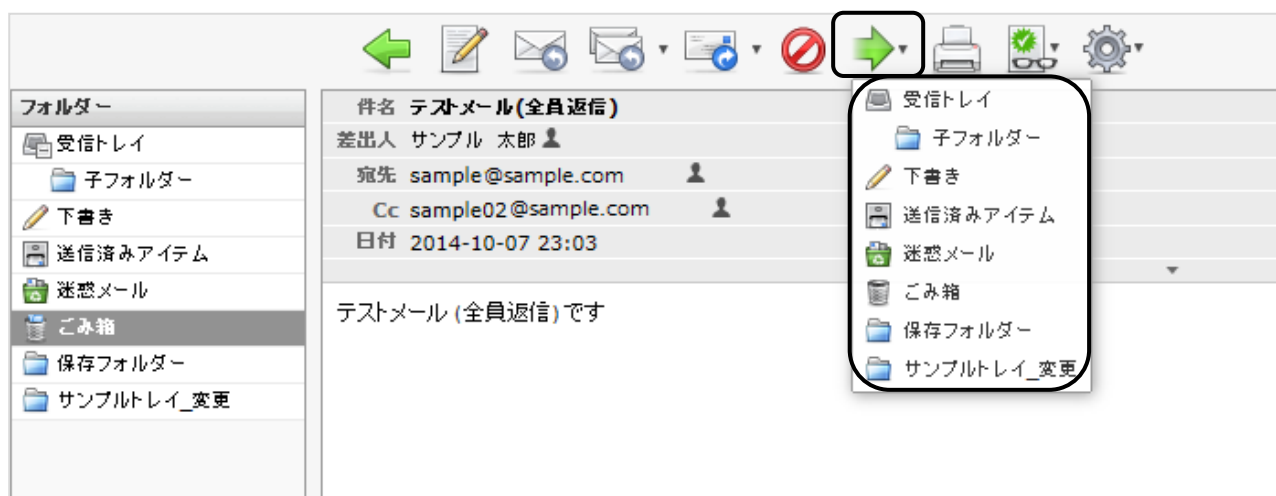 フォルダー
受信トレイ
子フォルダー
下書き
送信済みアイテム
迷惑メール
ごみ箱
保存フォルダー
サンプルトレイ_変更
件名 テストメール(全員返信)
差出人 サンプル 太郎
宛先 sample@sample.com
Cc sample02@sample.com
日付 2014-10-07 23:03
テストメール (全員返信)です
受信トレイ
子フォルダー
下書き
送信済みアイテム
迷惑メール
ごみ箱
保存フォルダー
サンプルトレイ_変更